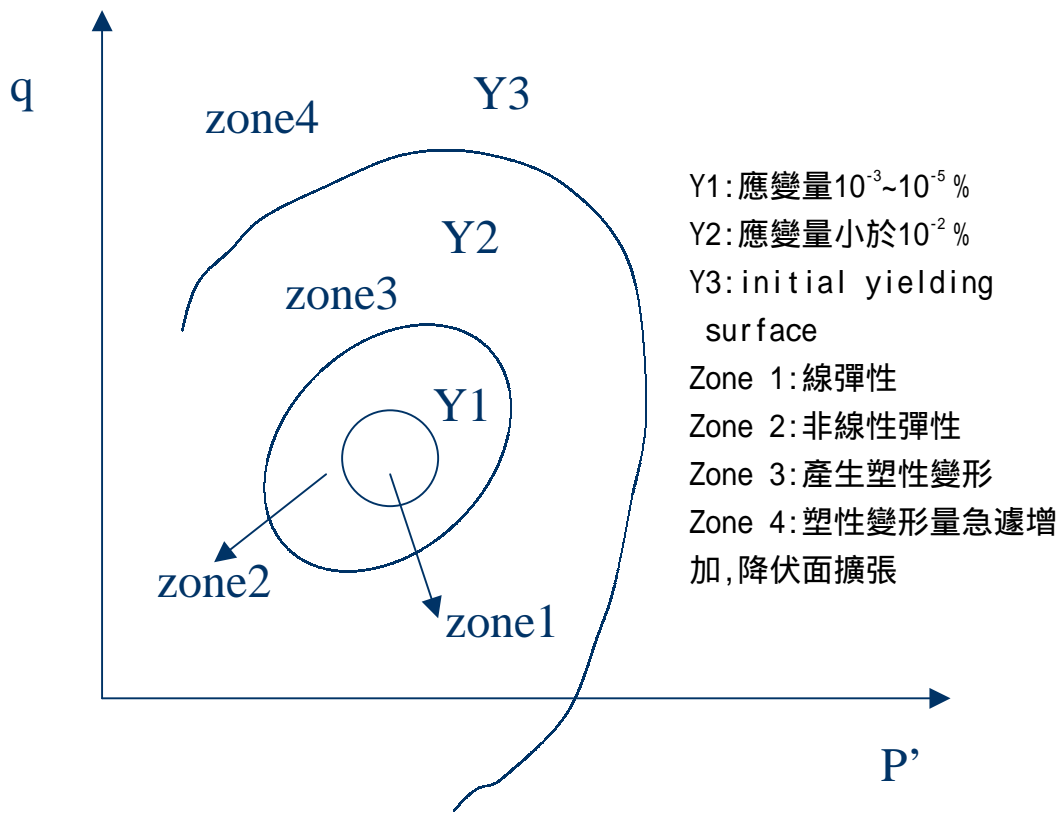 q
zone4
Y3
Y2
zone3
Y1
zone2
zone1
P’
Y1:應變量10⁻³~10⁻⁵ %
Y2:應變量小於10⁻² %
Y3:initial yielding
surface
Zone 1:線彈性
Zone 2:非線性彈性
Zone 3:產生塑性變形
Zone 4:塑性變形量急遽增
加,降伏面擴張